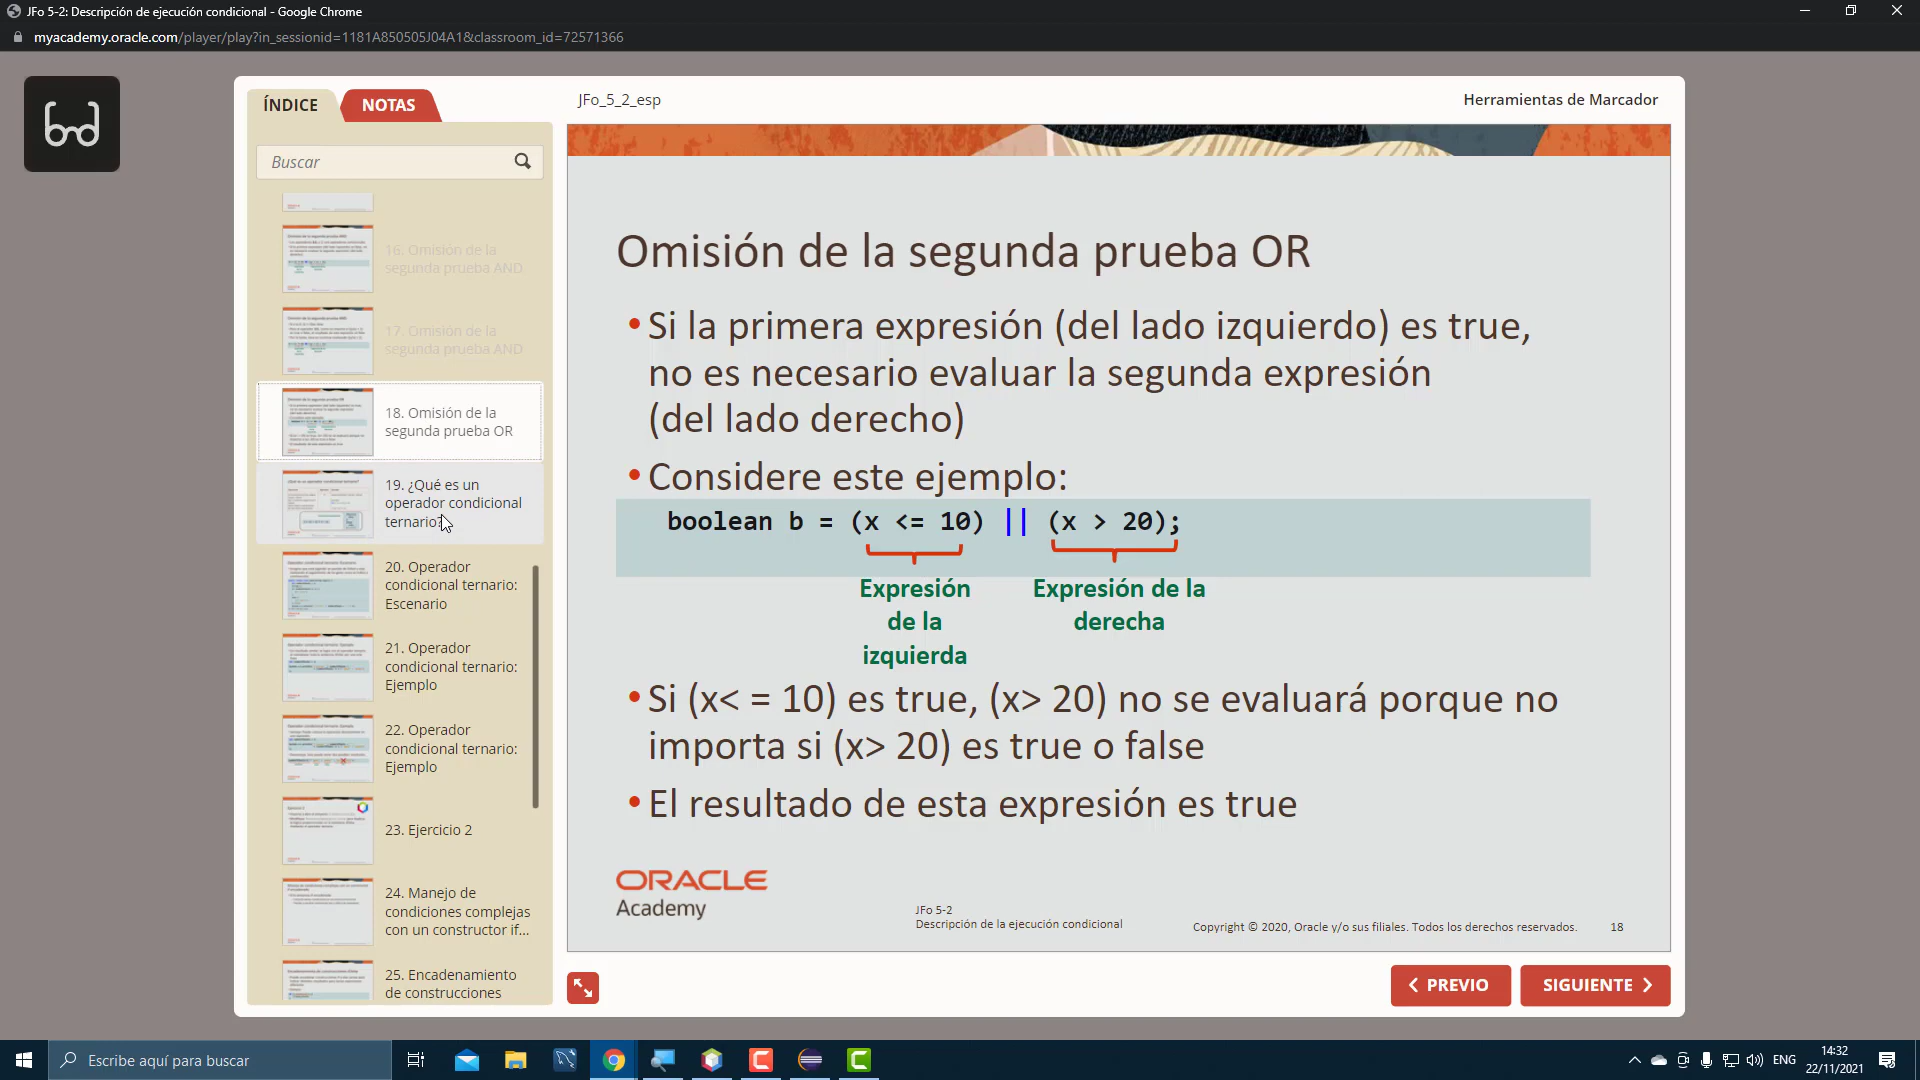 JFo 5-2: Descripción de ejecución condicional - Google Chrome
myacademy.oracle.com/player/play?in_sessionid=1181A850505J04A1&classroom_id=72571366
ÍNDICE
NOTAS
JFo_5_2_esp
Herramientas de Marcador
Buscar
16. Omisión de la
segunda prueba AND
17. Omisión de la
segunda prueba AND
18. Omisión de la
segunda prueba OR
19. ¿Qué es un
operador condicional
ternario?
20. Operador
condicional ternario:
Escenario
21. Operador
condicional ternario:
Ejemplo
22. Operador
condicional ternario:
Ejemplo
23. Ejercicio 2
24. Manejo de
condiciones complejas
con un constructor if...
25. Encadenamiento
de construcciones
Omisión de la segunda prueba OR
•Si la primera expresión (del lado izquierdo) es true,
no es necesario evaluar la segunda expresión
(del lado derecho)
•Considere este ejemplo:
boolean b = (x <= 10) || (x > 20);
Expresión
de la
izquierda
Expresión de la
derecha
•Si (x< = 10) es true, (x> 20) no se evaluará porque no
importa si (x> 20) es true o false
•El resultado de esta expresión es true
ORACLE
Academy
JFo 5-2
Descripción de la ejecución condicional
Copyright © 2020, Oracle y/o sus filiales. Todos los derechos reservados.
18
PREVIO
SIGUIENTE
Escribe aquí para buscar
ENG
14:32
22/11/2021